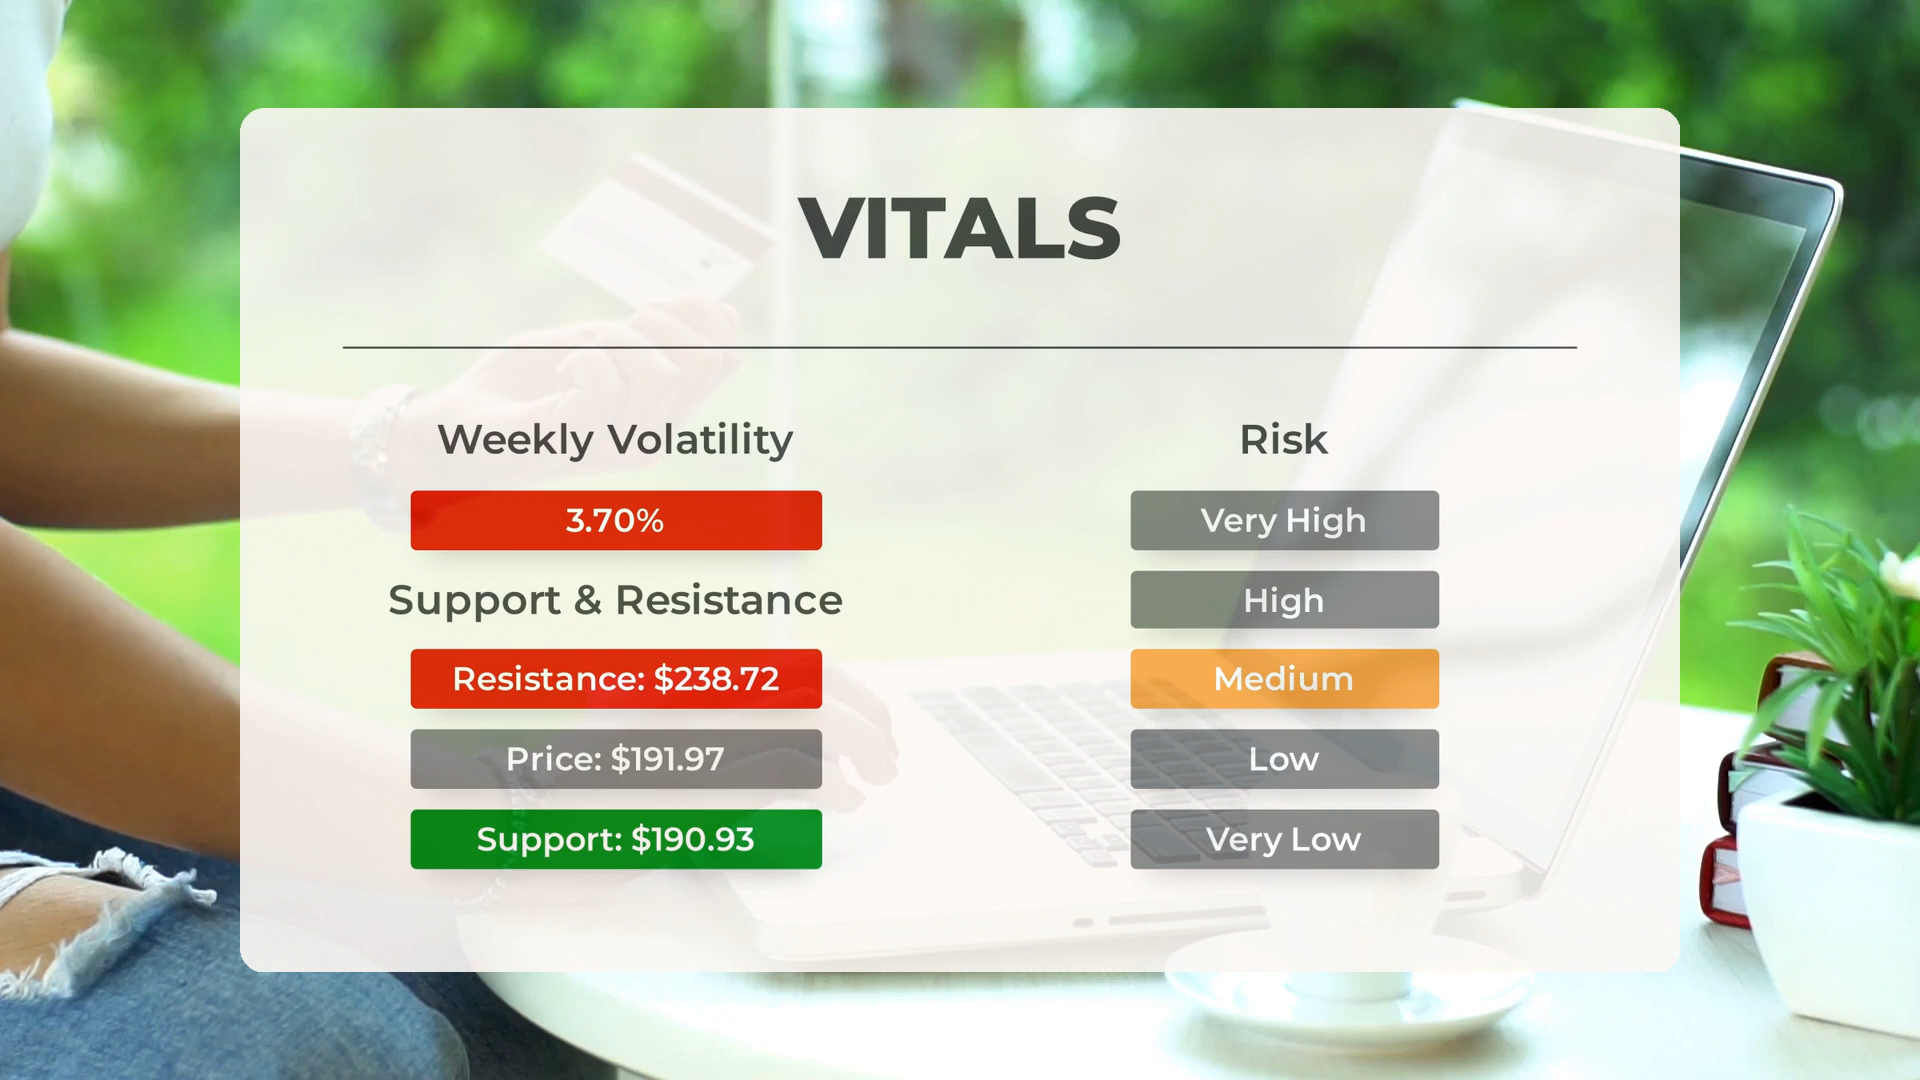 VITALS
Weekly Volatility
3.70%
Support & Resistance
Resistance: $238.72
Price: $191.97
Support: $190.93
Risk
Very High
High
Medium
Low
Very Low